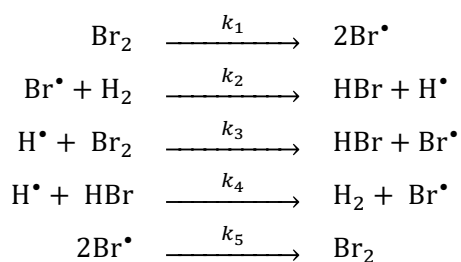 Br₂ —k₁→ 2Br•
Br• + H₂ —k₂→ HBr + H•
H• + Br₂ —k₃→ HBr + Br•
H• + HBr —k₄→ H₂ + Br•
2Br• —k₅→ Br₂